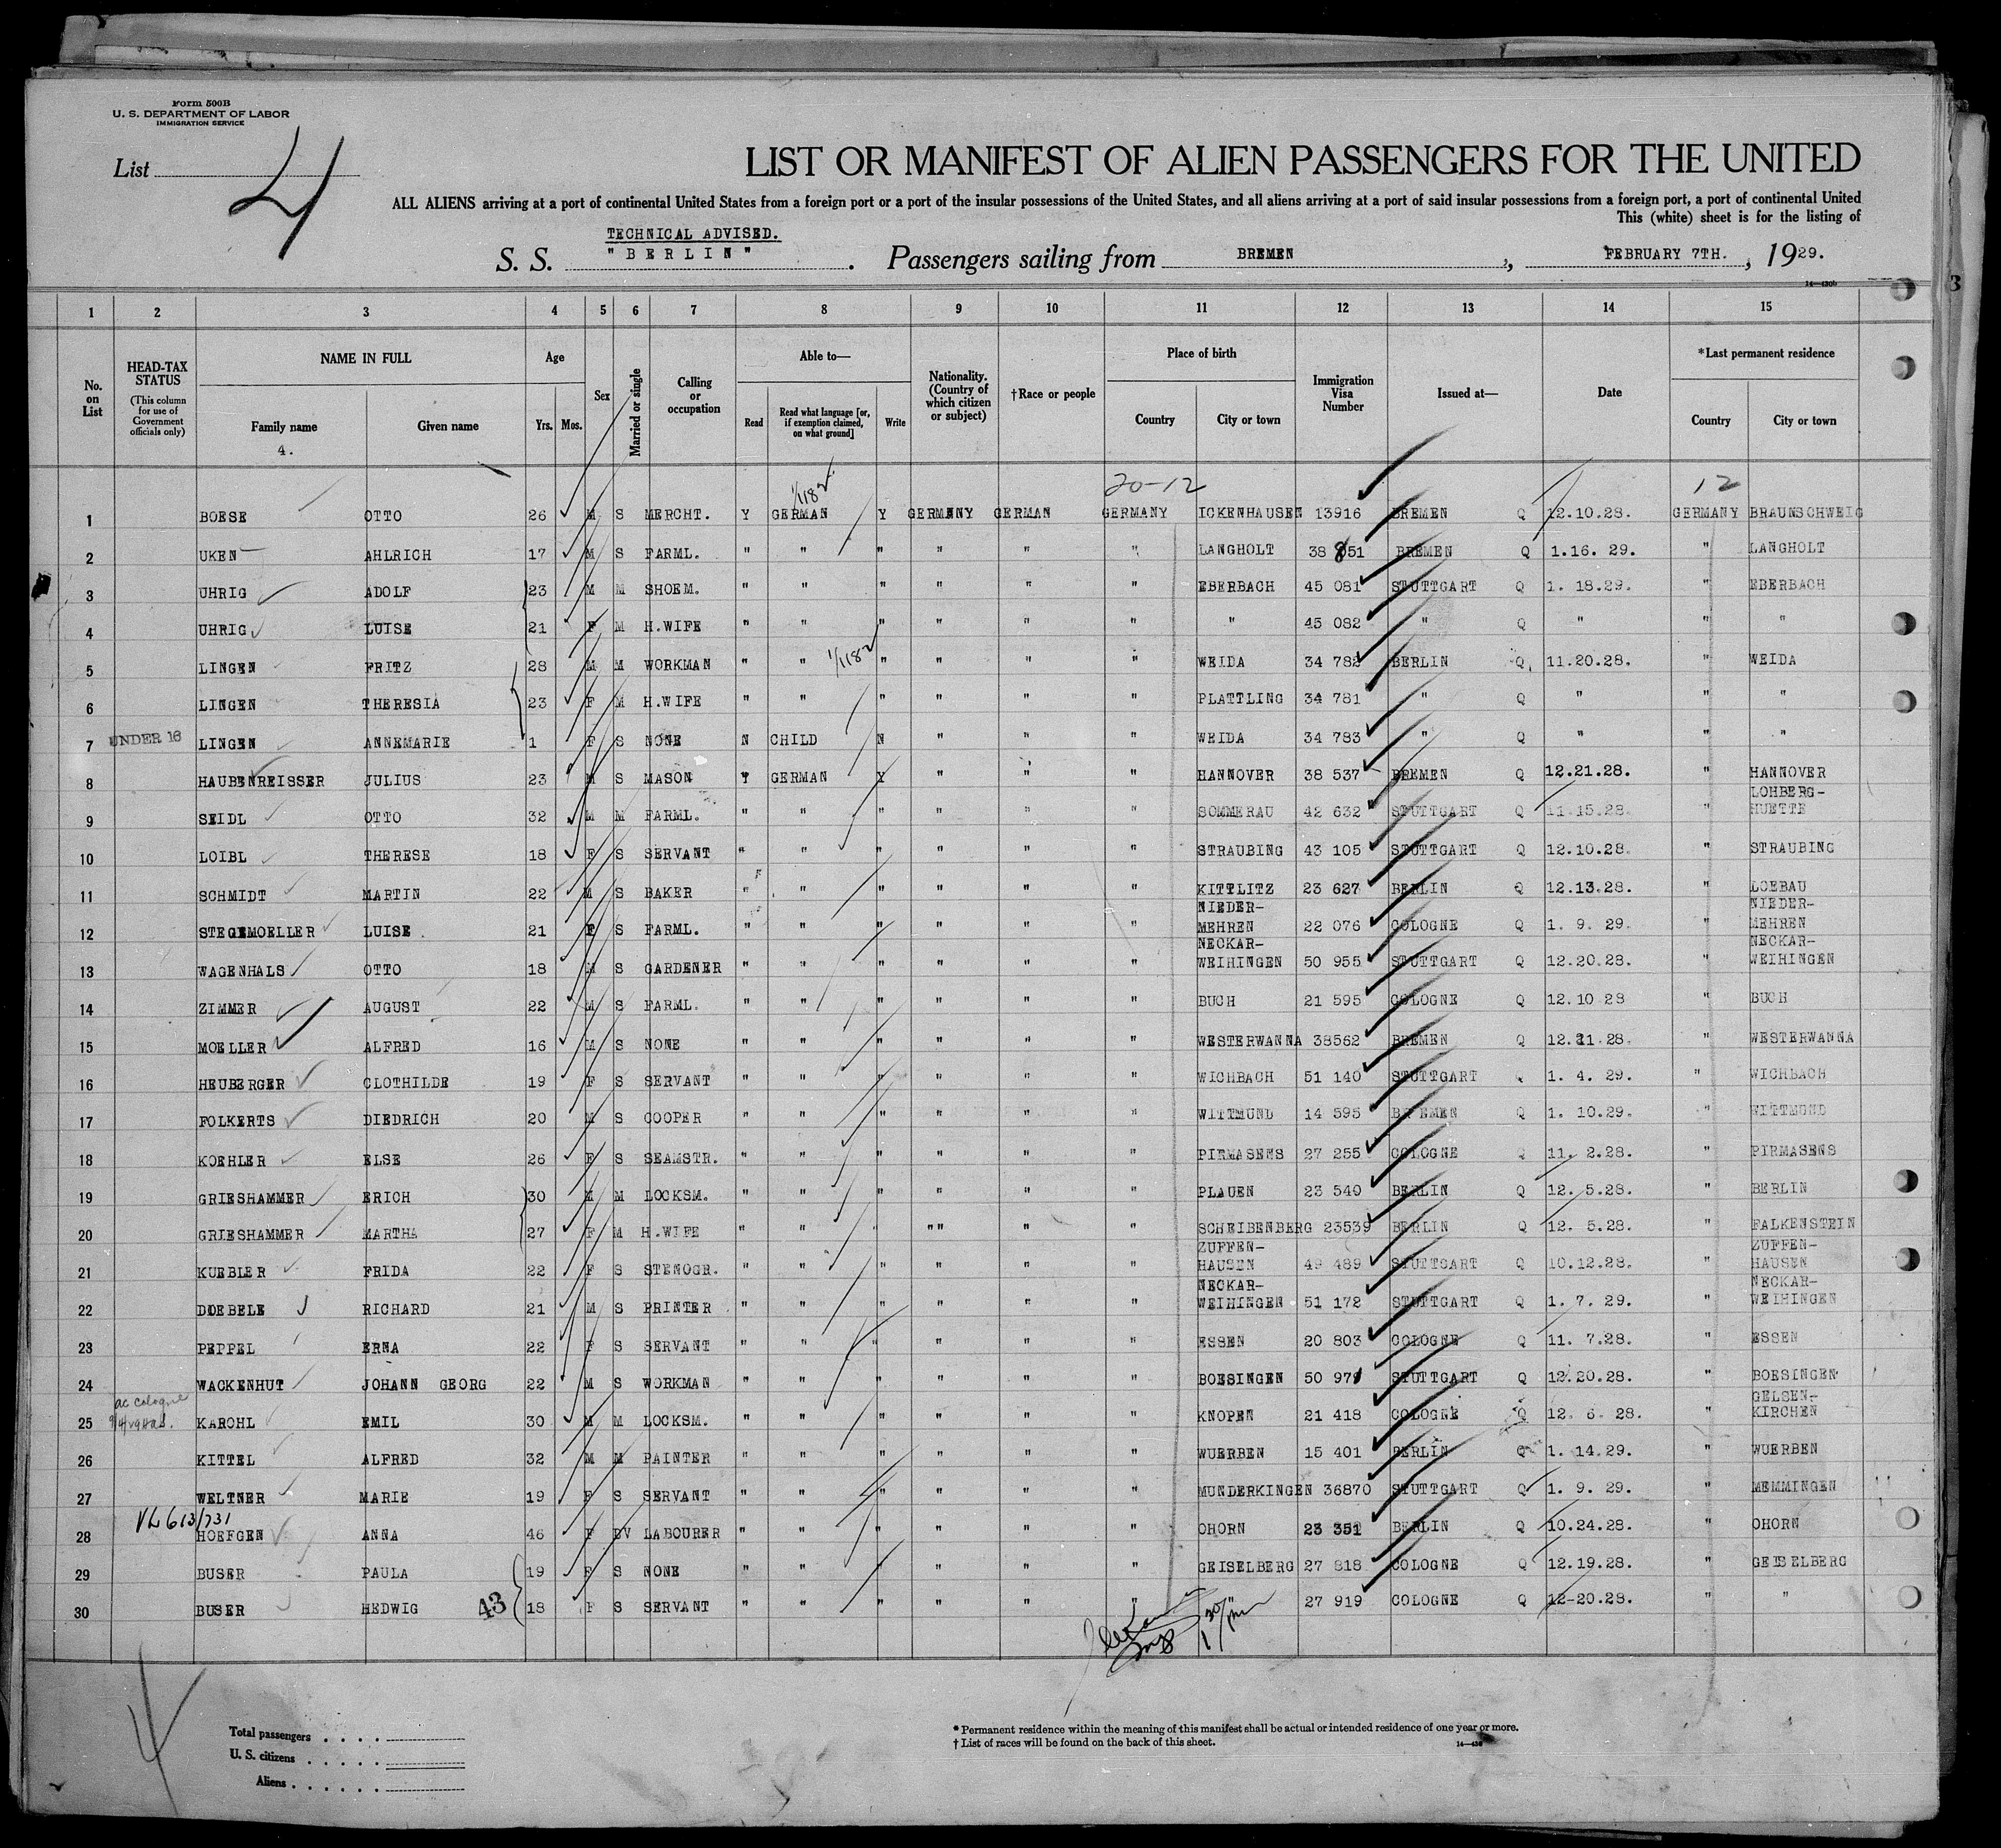 Form 500B
U. S. DEPARTMENT OF LABOR
IMMIGRATION SERVICE
List 4
LIST OR MANIFEST OF ALIEN PASSENGERS FOR THE UNITED
ALL ALIENS arriving at a port of continental United States from a foreign port or a port of the insular possessions of the United States, and all aliens arriving at a port of said insular possessions from a foreign port, a port of continental United
This (white) sheet is for the listing of
TECHNICAL ADVISED.
S. S. "BERLIN". Passengers sailing from BREMEN, FEBRUARY 7TH., 1929.
14—430b
1 2 3 4 5 6 7 8 9 10 11 12 13 14 15
No. on List
HEAD-TAX STATUS (This column for use of Government officials only)
NAME IN FULL Family name Given name
4.
Age Yrs. Mos.
Sex
Married or single
Calling or occupation
Able to— Read Read what language [or, if exemption claimed, on what ground] Write
Nationality. (Country of which citizen or subject)
†Race or people
Place of birth Country City or town
Immigration Visa Number
Issued at—
Date
*Last permanent residence Country City or town
20-12 12
1 BOESE OTTO 26 M S MERCHT. Y GERMAN Y GERMANY GERMAN GERMANY ICKENHAUSEN 13916 BREMEN Q 12.10.28. GERMANY BRAUNSCHWEIG
2 UKEN AHLRICH 17 M S FARML. " " " " " " LANGHOLT 38 851 BREMEN Q 1.16. 29. " LANGHOLT
3 UHRIG ADOLF 23 M M SHOEM. " " " " " " EBERBACH 45 081 STUTTGART Q 1. 18.29. " EBERBACH
4 UHRIG LUISE 21 F M H.WIFE " " " " " " " 45 082 " Q " " "
5 LINGEN FRITZ 28 M M WORKMAN " " " " " " WEIDA 34 782 BERLIN Q 11.20.28. " WEIDA
6 LINGEN THERESIA 23 F M H.WIFE " " " " " " PLATTLING 34 781 " Q " " "
UNDER 16
7 LINGEN ANNEMARIE 1 F S NONE N CHILD N " " " WEIDA 34 783 " Q " " "
8 HAUBENREISSER JULIUS 23 M S MASON Y GERMAN Y " " " HANNOVER 38 537 BREMEN Q 12.21.28. " HANNOVER
9 SEIDL OTTO 32 M M FARML. " " " " " " SOMMERAU 42 632 STUTTGART Q 11.15.28. " LOHBERG-HUETTE
10 LOIBL THERESE 18 F S SERVANT " " " " " " STRAUBING 43 105 STUTTGART Q 12.10.28. " STRAUBING
11 SCHMIDT MARTIN 22 M S BAKER " " " " " " KITTLITZ 23 627 BERLIN Q 12.13.28. " LOEBAU
12 STEGEMOELLER LUISE 21 F S FARML. " " " " " " NIEDER-MEHREN 22 076 COLOGNE Q 1. 9. 29. " NIEDER-MEHREN
13 WAGENHALS OTTO 18 M S GARDENER " " " " " " NECKAR-WEIHINGEN 50 955 STUTTGART Q 12.20.28. " NECKAR-WEIHINGEN
14 ZIMMER AUGUST 22 M S FARML. " " " " " " BUCH 21 595 COLOGNE Q 12.10 28 " BUCH
15 MOELLER ALFRED 16 M S NONE " " " " " " WESTERWANNA 38562 BREMEN Q 12.21.28. " WESTERWANNA
16 HEUBERGER CLOTHILDE 19 F S SERVANT " " " " " " WICHBACH 51 140 STUTTGART Q 1. 4. 29. " WICHBACH
17 FOLKERTS DIEDRICH 20 M S COOPER " " " " " " WITTMUND 14 595 BREMEN Q 1. 10.29. " WITTMUND
18 KOEHLER ELSE 26 F S SEAMSTR. " " " " " " PIRMASENS 27 255 COLOGNE Q 11. 2.28. " PIRMASENS
19 GRIESHAMMER ERICH 30 M M LOCKSM. " " " " " " PLAUEN 23 540 BERLIN Q 12. 5.28. " BERLIN
20 GRIESHAMMER MARTHA 27 F M H.WIFE " " " "" " " SCHEIBENBERG 23539 BERLIN Q 12. 5.28. " FALKENSTEIN
21 KUEBLER FRIDA 22 F S STENOGR. " " " " " " ZUFFEN-HAUSEN 49 489 STUTTGART Q 10.12.28. " ZUFFEN-HAUSEN
22 DOEBELE RICHARD 21 M S PRINTER " " " " " " NECKAR-WEIHINGEN 51 172 STUTTGART Q 1. 7. 29. " NECKAR-WEIHINGEN
23 PEPPEL ERNA 22 F S SERVANT " " " " " " ESSEN 20 803 COLOGNE Q 11. 7.28. " ESSEN
24 WACKENHUT JOHANN GEORG 22 M S WORKMAN " " " " " " BOESINGEN 50 971 STUTTGART Q 12.20.28. " BOESINGEN
25 KAROHL EMIL 30 M M LOCKSM. " " " " " " KNOPEN 21 418 COLOGNE Q 12. 6. 28. " GELSEN-KIRCHEN
26 KITTEL ALFRED 32 M M PAINTER " " " " " " WUERBEN 15 401 BERLIN Q 1. 14.29. " WUERBEN
27 WELTNER MARIE 19 F S SERVANT " " " " " " MUNDERKINGEN 36870 STUTTGART Q 1. 9. 29. " MEMMINGEN
VL 613/731
28 HOEFGEN ANNA 46 F DV LABOURER " " " " " " OHORN 23 351 BERLIN Q 10.24.28. " OHORN
29 BUSER PAULA 19 F S NONE " " " " " " GEISELBERG 27 818 COLOGNE Q 12.19.28. " GEISELBERG
30 BUSER HEDWIG 43 18 F S SERVANT " " " " " " " 27 919 COLOGNE Q 12-20.28. " "
4
Total passengers . . . .
U. S. citizens . . . . .
Aliens . . . . . .
* Permanent residence within the meaning of this manifest shall be actual or intended residence of one year or more.
† List of races will be found on the back of this sheet.